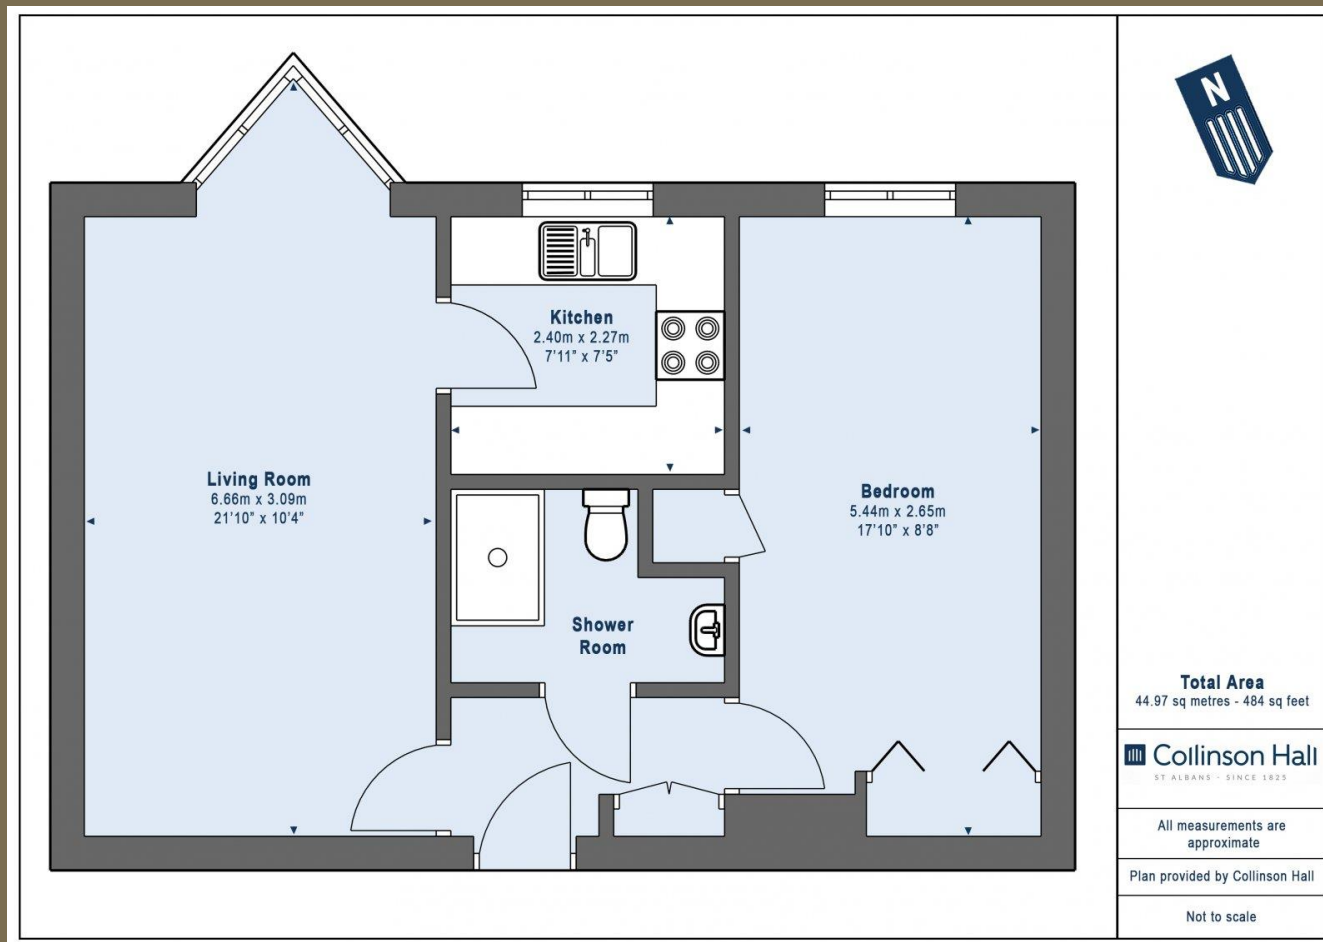 N
Kitchen
2.40m x 2.27m
7'11" x 7'5"
Living Room
6.66m x 3.09m
21'10" x 10'4"
Bedroom
5.44m x 2.65m
17'10" x 8'8"
Shower
Room
Total Area
44.97 sq metres - 484 sq feet
Collinson Hall
ST ALBANS · SINCE 1825
All measurements are
approximate
Plan provided by Collinson Hall
Not to scale